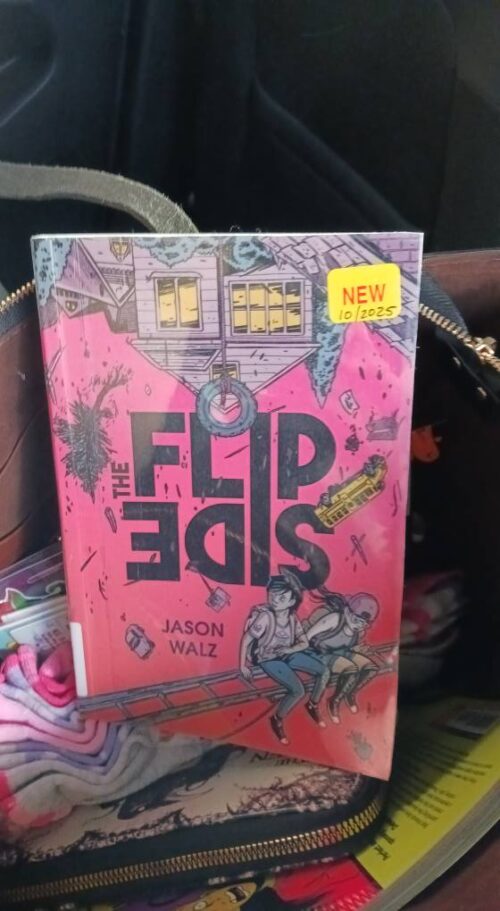 NEW
10/2025
THE
FLIP
SIDE
JASON
WALZ